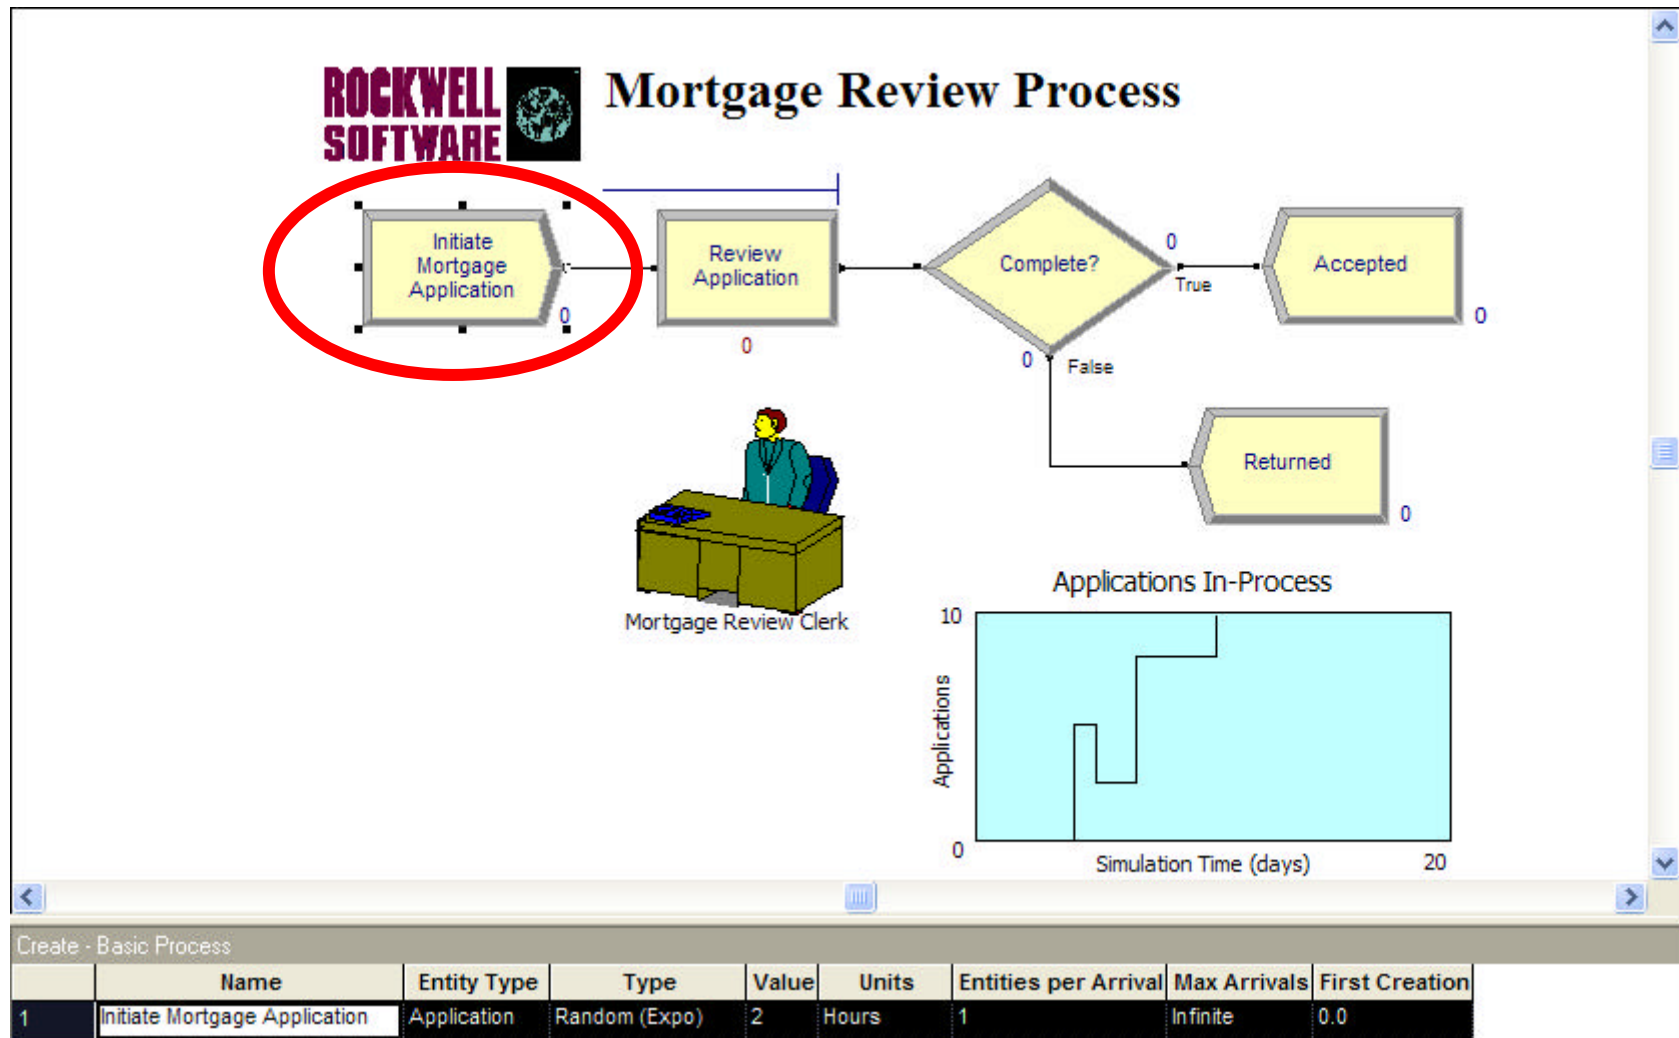 ROCKWELL
SOFTWARE
Mortgage Review Process
Initiate
Mortgage
Application
0
Review
Application
0
Complete?
0
True
0
False
Accepted
0
Returned
0
Mortgage Review Clerk
Applications In-Process
10
Applications
0
Simulation Time (days)
20
Create - Basic Process
Name Entity Type Type Value Units Entities per Arrival Max Arrivals First Creation
1 Initiate Mortgage Application Application Random (Expo) 2 Hours 1 Infinite 0.0